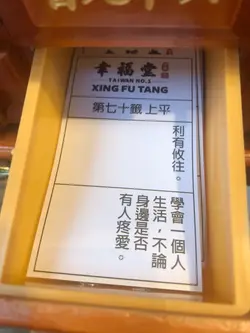 幸福堂
TAIWAN NO.1
XING FU TANG
第七十籤 上平
利有攸往。
學會一個人
生活，不論
身邊是否
有人疼愛。